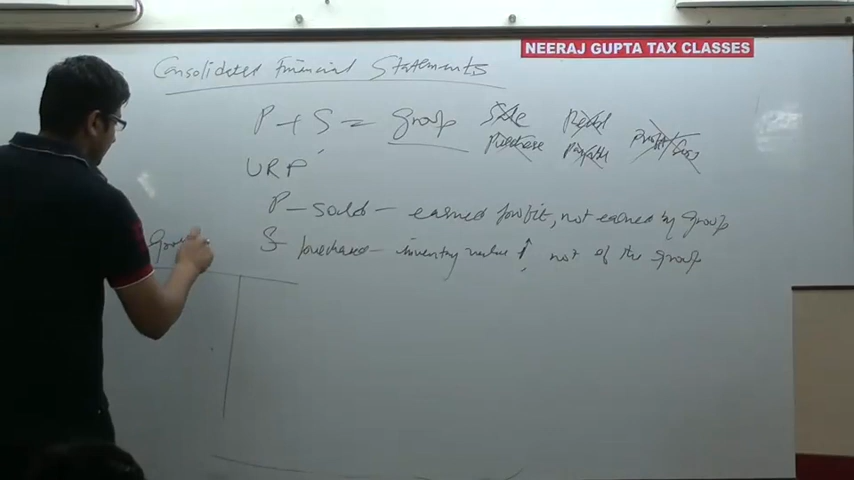 NEERAJ GUPTA TAX CLASSES
Consolidated Financial Statements
P + S = group Sale
Purchase Payable Profit/Loss
URP
P - sold - earned profit, not earned by group
S - purchased - inventory value ↑ not of the group
Goo